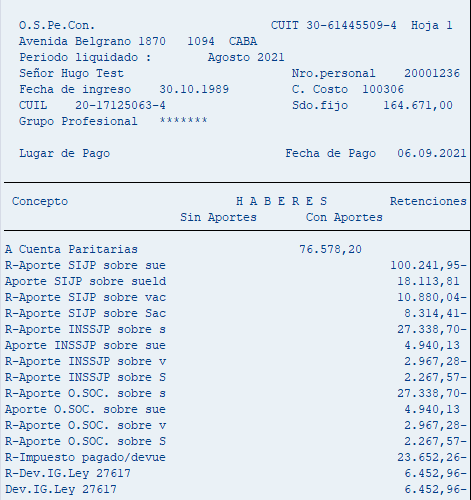 O.S.Pe.Con. CUIT 30-61445509-4 Hoja 1
Avenida Belgrano 1870 1094 CABA
Periodo liquidado : Agosto 2021
Señor Hugo Test Nro.personal 20001236
Fecha de ingreso 30.10.1989 C. Costo 100306
CUIL 20-17125063-4 Sdo.fijo 164.671,00
Grupo Profesional *******
Lugar de Pago Fecha de Pago 06.09.2021
Concepto H A B E R E S Retenciones
Sin Aportes Con Aportes
A Cuenta Paritarias 76.578,20
R-Aporte SIJP sobre sue 100.241,95-
Aporte SIJP sobre sueld 18.113,81
R-Aporte SIJP sobre vac 10.880,04-
R-Aporte SIJP sobre Sac 8.314,41-
R-Aporte INSSJP sobre s 27.338,70-
Aporte INSSJP sobre sue 4.940,13
R-Aporte INSSJP sobre v 2.967,28-
R-Aporte INSSJP sobre S 2.267,57-
R-Aporte O.SOC. sobre s 27.338,70-
Aporte O.SOC. sobre sue 4.940,13
R-Aporte O.SOC. sobre v 2.967,28-
R-Aporte O.SOC. sobre S 2.267,57-
R-Impuesto pagado/devue 23.652,26-
R-Dev.IG.Ley 27617 6.452,96-
Dev.IG.Ley 27617 6.452,96-